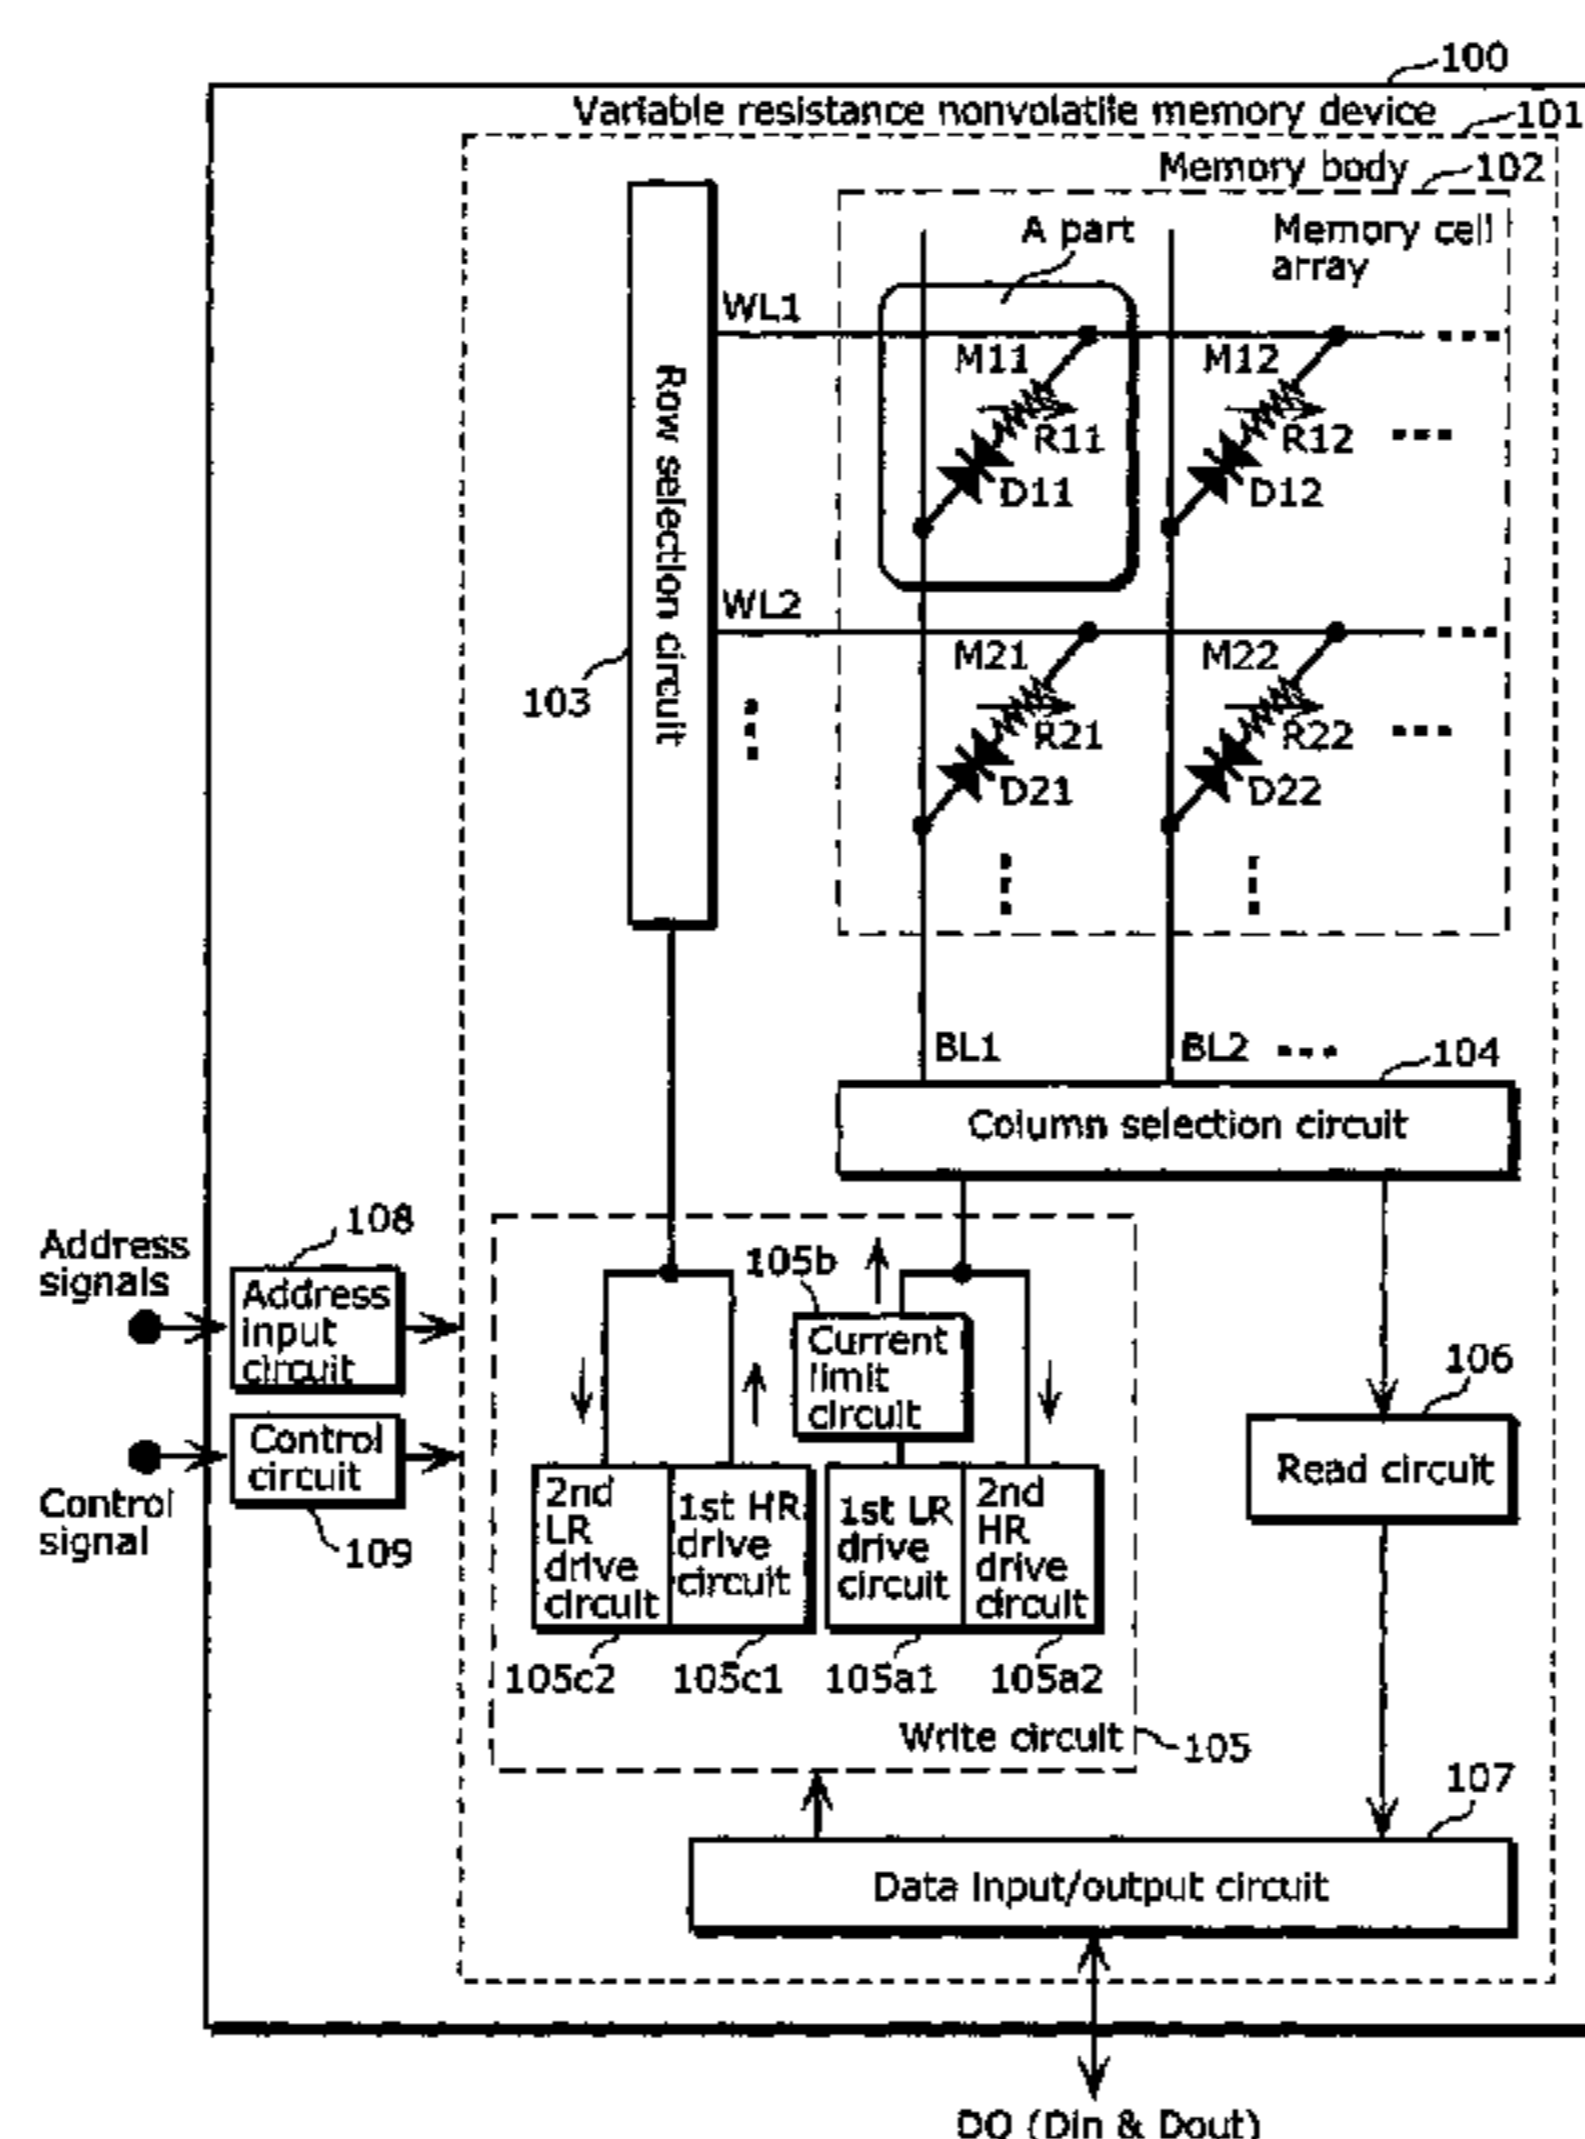 100
Variable resistance nonvolatile memory device
101
Memory body
102
A part
Memory cell
array
WL1
M11
M12
R11
R12
D11
D12
Row selection circuit
WL2
M21
M22
103
R21
R22
D21
D22
BL1
BL2
104
Column selection circuit
108
Address
signals
Address
input
circuit
105b
Current
limit
circuit
106
Read circuit
Control
circuit
Control
signal
109
2nd
LR
drive
circuit
1st HR
drive
circuit
1st LR
drive
circuit
2nd
HR
drive
circuit
105c2
105c1
105a1
105a2
Write circuit
105
107
Data input/output circuit
DQ (Din & Dout)